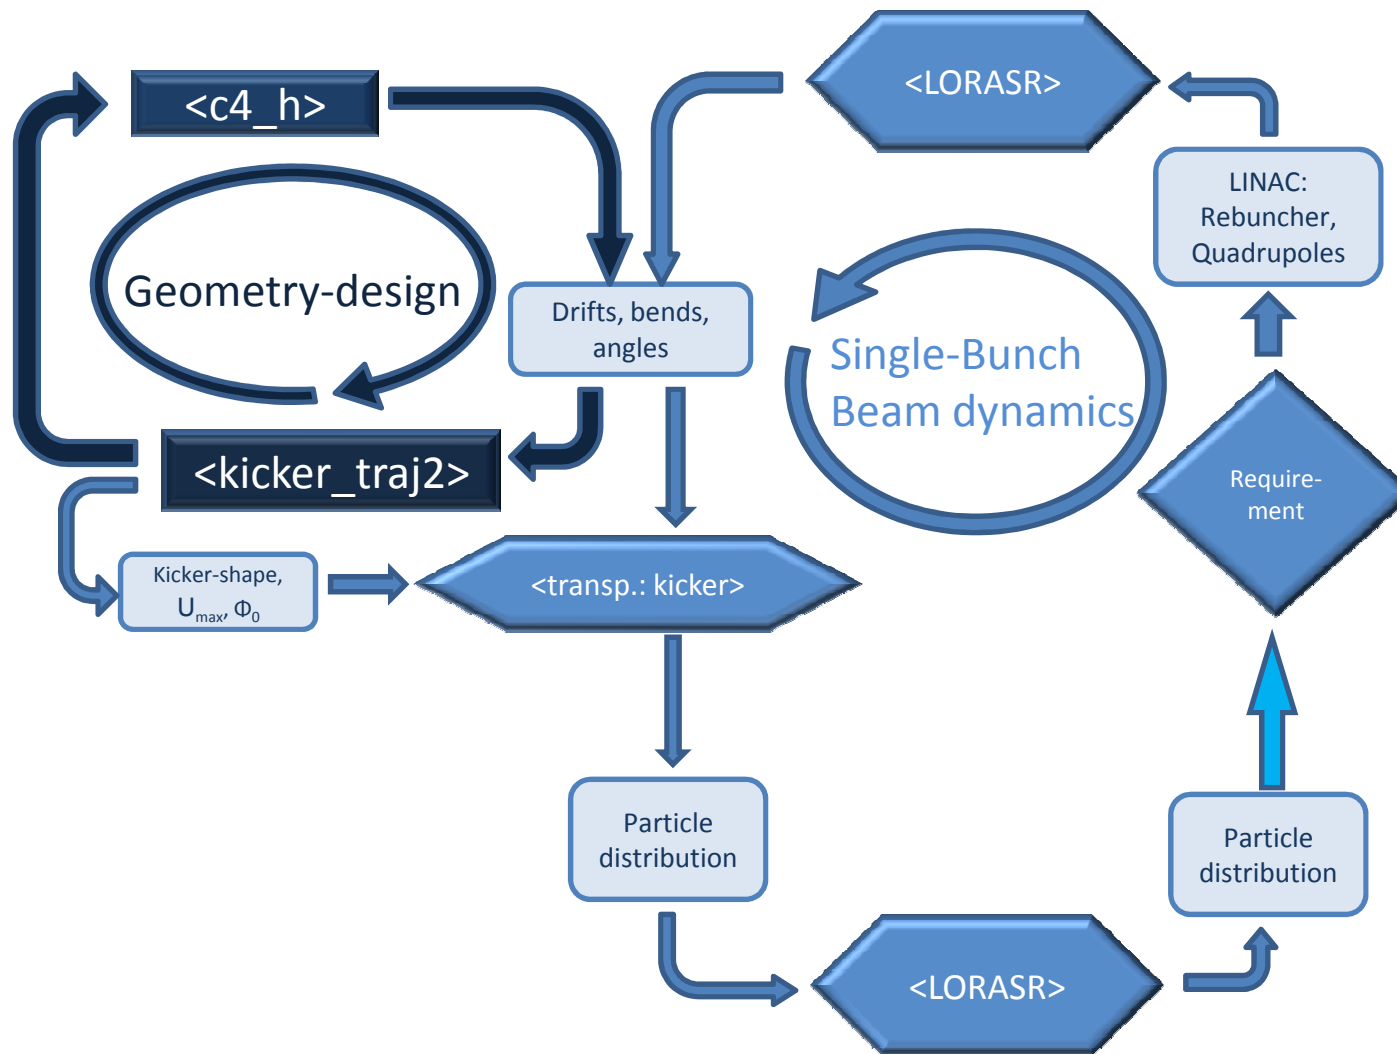 <c4_h>
<LORASR>
LINAC:
Rebuncher,
Quadrupoles
Geometry-design
Drifts, bends,
angles
Single-Bunch
Beam dynamics
<kicker_traj2>
Require-
ment
Kicker-shape,
Umax, Φ0
<transp.: kicker>
Particle
distribution
Particle
distribution
<LORASR>